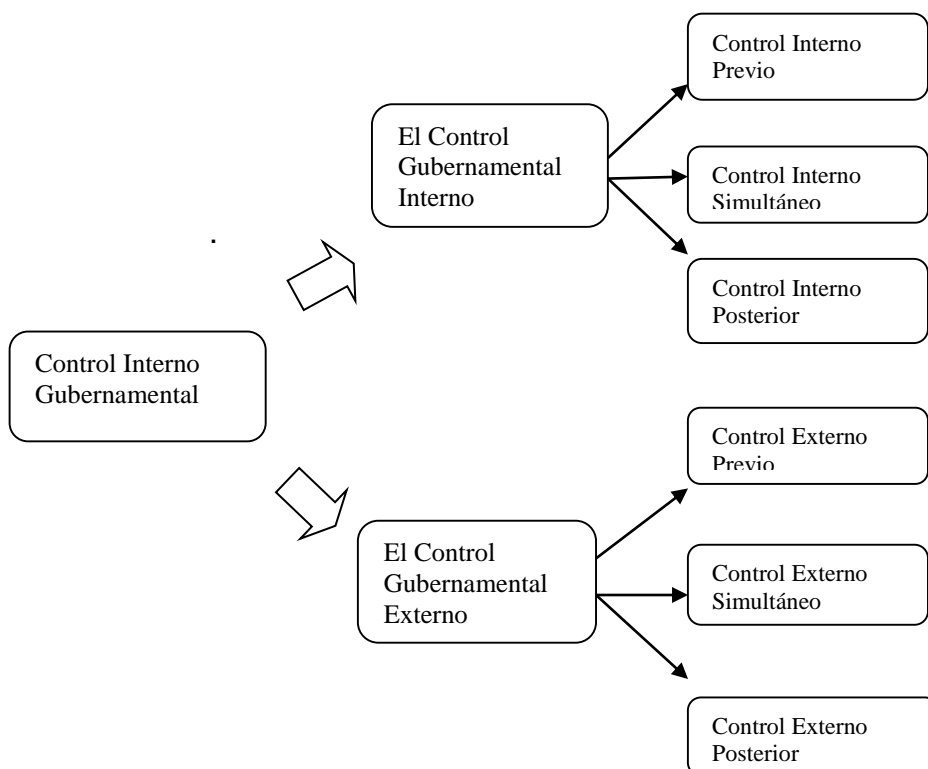 Control Interno
Previo
El Control
Gubernamental
Interno
Control Interno
Simultáneo
Control Interno
Posterior
.
Control Interno
Gubernamental
Control Externo
Previo
El Control
Gubernamental
Externo
Control Externo
Simultáneo
Control Externo
Posterior